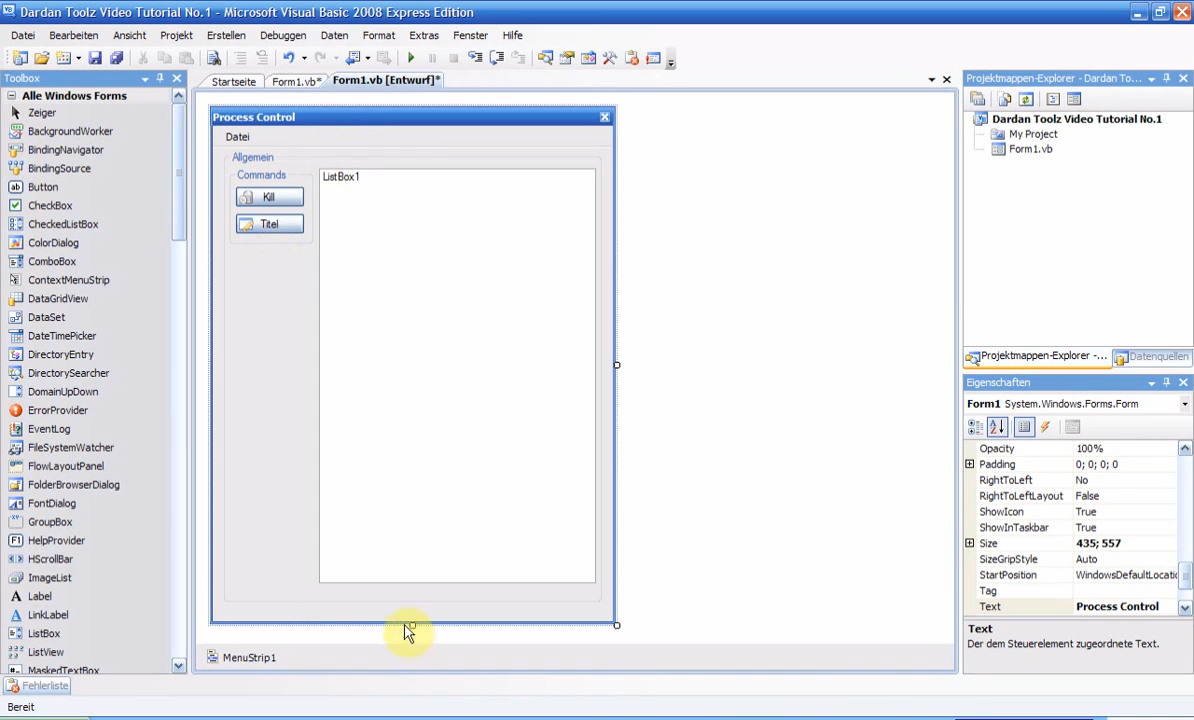 Dardan Toolz Video Tutorial No.1 - Microsoft Visual Basic 2008 Express Edition
Datei Bearbeiten Ansicht Projekt Erstellen Debuggen Daten Format Extras Fenster Hilfe
Toolbox
Alle Windows Forms
Zeiger
BackgroundWorker
BindingNavigator
BindingSource
Button
CheckBox
CheckedListBox
ColorDialog
ComboBox
ContextMenuStrip
DataGridView
DataSet
DateTimePicker
DirectoryEntry
DirectorySearcher
DomainUpDown
ErrorProvider
EventLog
FileSystemWatcher
FlowLayoutPanel
FolderBrowserDialog
FontDialog
GroupBox
HelpProvider
HScrollBar
ImageList
Label
LinkLabel
ListBox
ListView
MaskedTextBox
Startseite Form1.vb* Form1.vb [Entwurf]*
Process Control
Datei
Allgemein
Commands
Kill
Titel
ListBox1
MenuStrip1
Projektmappen-Explorer - Dardan To...
Dardan Toolz Video Tutorial No.1
My Project
Form1.vb
Projektmappen-Explorer -... Datenquellen
Eigenschaften
Form1 System.Windows.Forms.Form
Opacity 100%
Padding 0; 0; 0; 0
RightToLeft No
RightToLeftLayout False
ShowIcon True
ShowInTaskbar True
Size 435; 557
SizeGripStyle Auto
StartPosition WindowsDefaultLocatio
Tag
Text Process Control
Text
Der dem Steuerelement zugeordnete Text.
Fehlerliste
Bereit